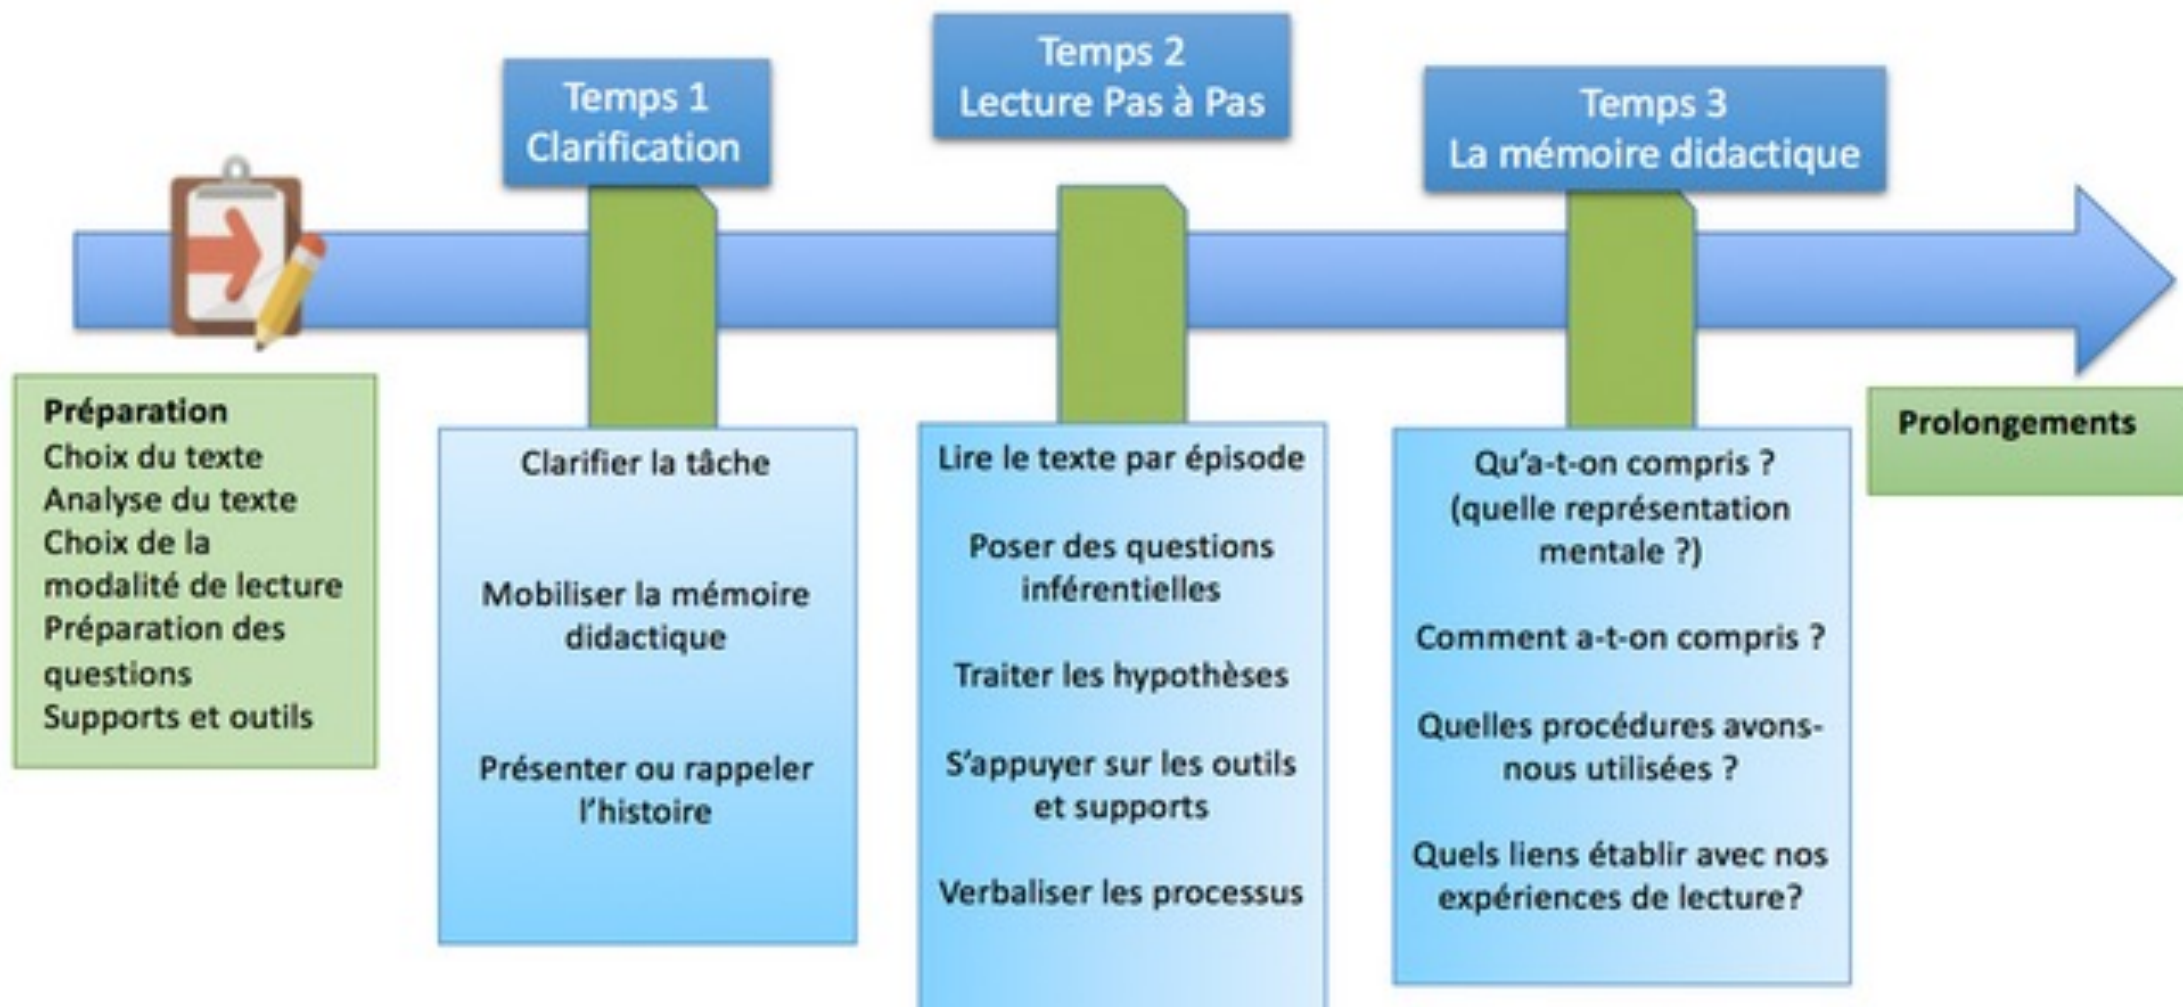 Temps 1
Clarification
Temps 2
Lecture Pas à Pas
Temps 3
La mémoire didactique
Préparation
Choix du texte
Analyse du texte
Choix de la
modalité de lecture
Préparation des
questions
Supports et outils
Clarifier la tâche
Mobiliser la mémoire
didactique
Présenter ou rappeler
l'histoire
Lire le texte par épisode
Poser des questions
inférentielles
Traiter les hypothèses
S'appuyer sur les outils
et supports
Verbaliser les processus
Qu'a-t-on compris ?
(quelle représentation
mentale ?)
Comment a-t-on compris ?
Quelles procédures avons-
nous utilisées ?
Quels liens établir avec nos
expériences de lecture?
Prolongements